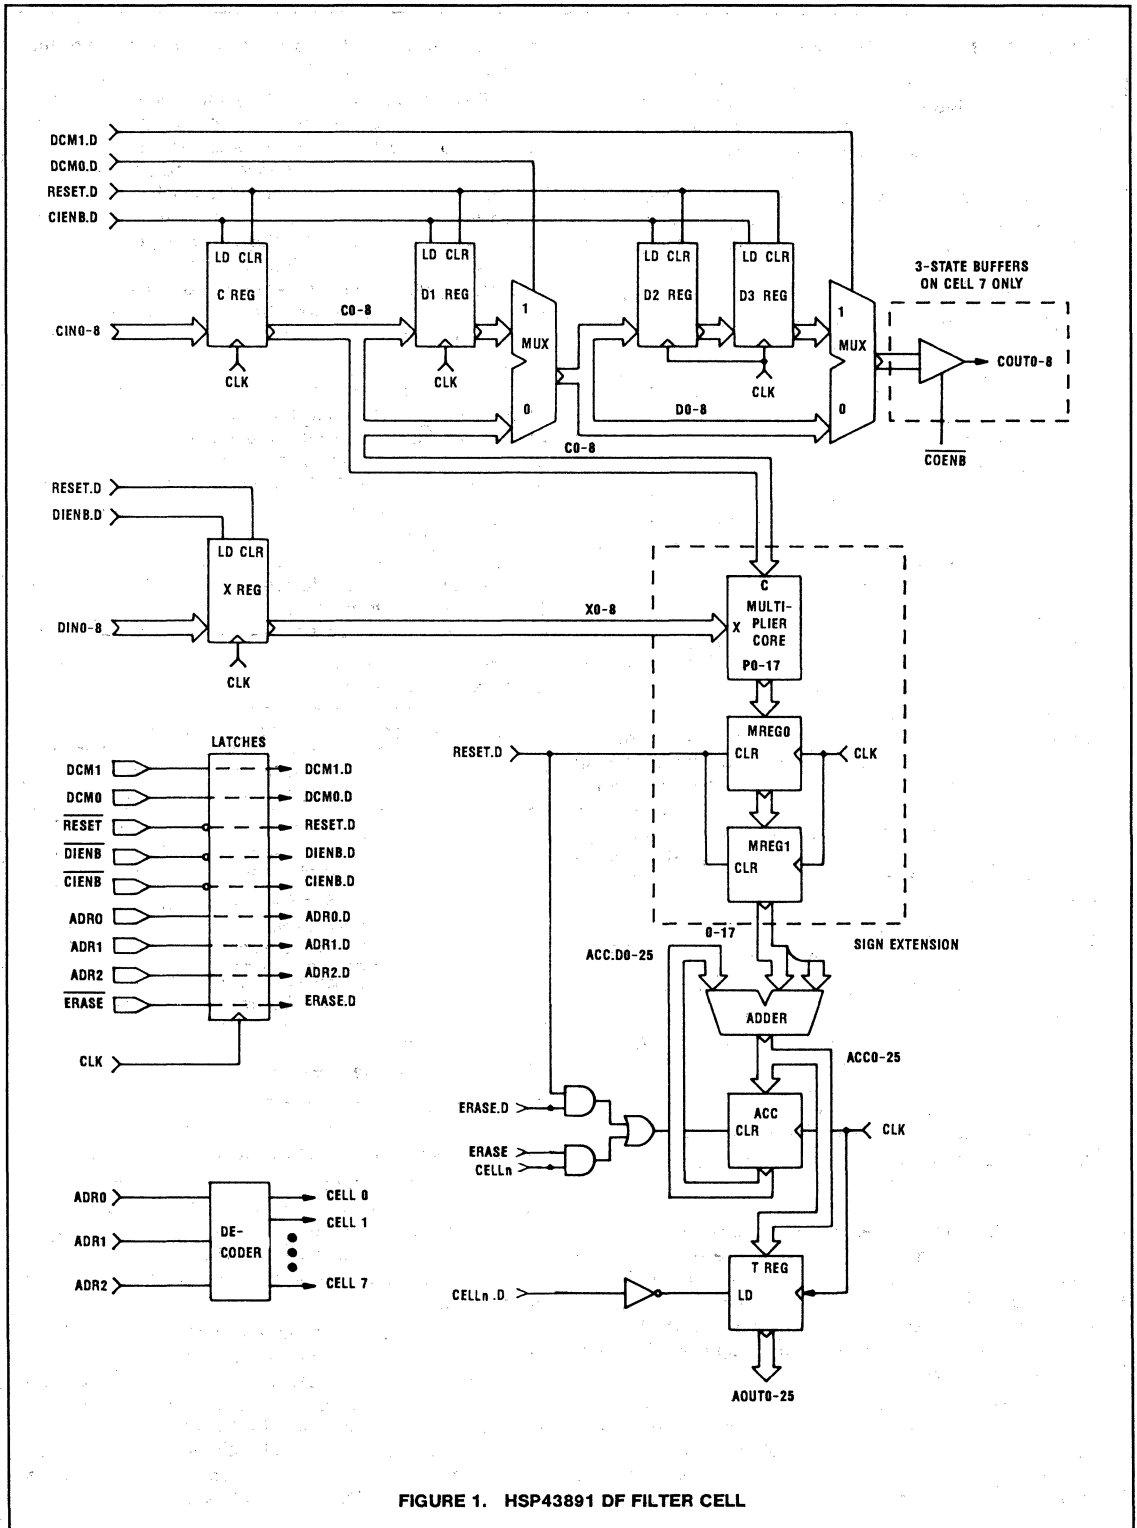 DCM1.D
DCM0.D
RESET.D
CIENB.D
LD CLR
C REG
CLK
CIN0-8
C0-8
LD CLR
D1 REG
CLK
1
MUX
0
LD CLR
D2 REG
LD CLR
D3 REG
CLK
1
MUX
0
3-STATE BUFFERS
ON CELL 7 ONLY
COUT0-8
COENB
D0-8
C0-8
RESET.D
DIENB.D
LD CLR
X REG
DIN0-8
CLK
X0-8
C
MULTI-
X PLIER
CORE
P0-17
MREG0
RESET.D
CLR
CLK
MREG1
CLR
LATCHES
DCM1
DCM1.D
DCM0
DCM0.D
RESET
RESET.D
DIENB
DIENB.D
CIENB
CIENB.D
ADR0
ADR0.D
ADR1
ADR1.D
ADR2
ADR2.D
ERASE
ERASE.D
CLK
0-17
SIGN EXTENSION
ACC.D0-25
ADDER
ACC0-25
ERASE.D
ERASE
CELLn
ACC
CLR
CLK
ADR0
ADR1
ADR2
DE-
CODER
CELL 0
CELL 1
CELL 7
CELLn .D
T REG
LD
AOUT0-25
FIGURE 1. HSP43891 DF FILTER CELL